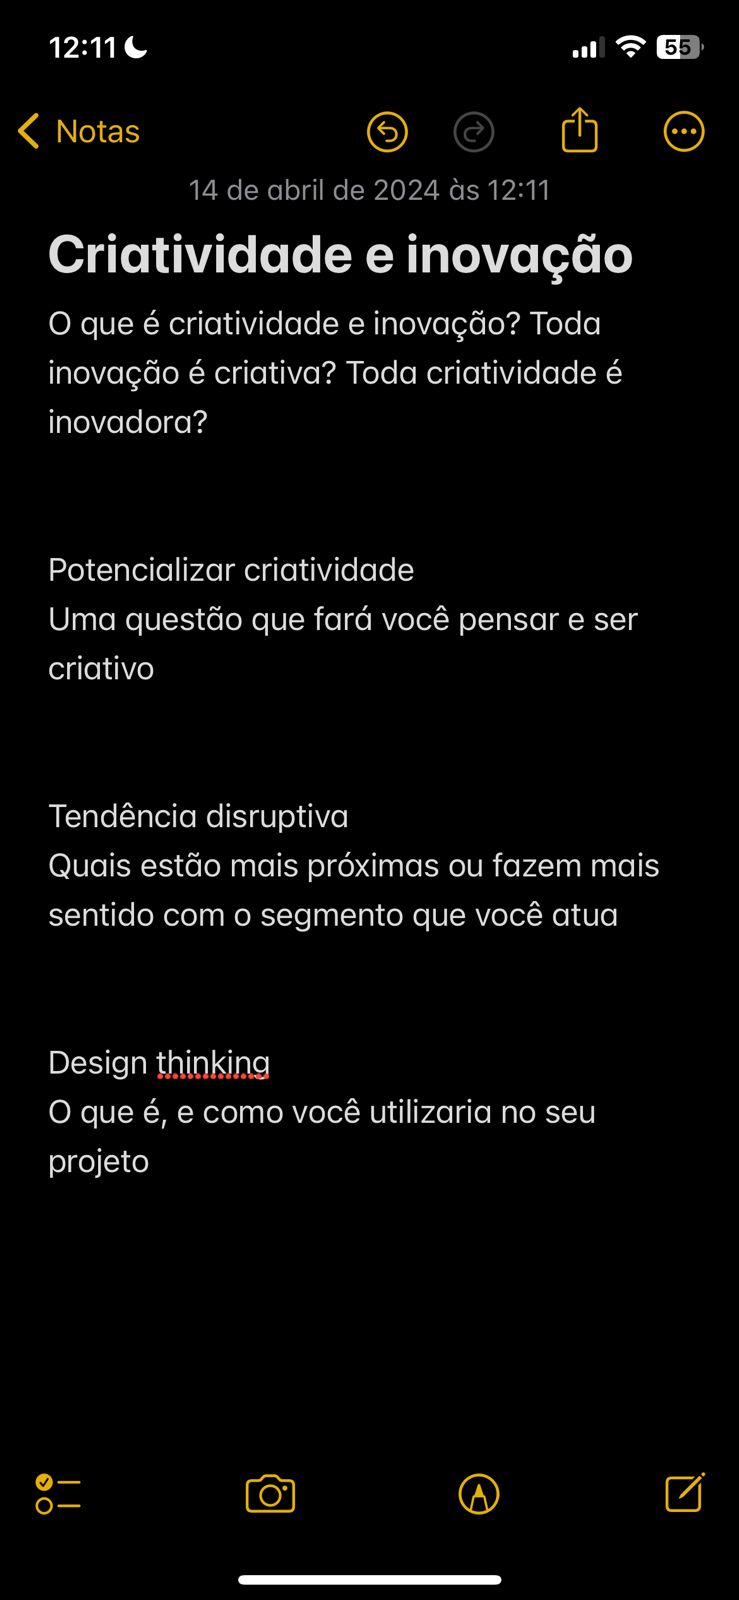 12:11
55
Notas
14 de abril de 2024 às 12:11
Criatividade e inovação
O que é criatividade e inovação? Toda
inovação é criativa? Toda criatividade é
inovadora?
Potencializar criatividade
Uma questão que fará você pensar e ser
criativo
Tendência disruptiva
Quais estão mais próximas ou fazem mais
sentido com o segmento que você atua
Design thinking
O que é, e como você utilizaria no seu
projeto